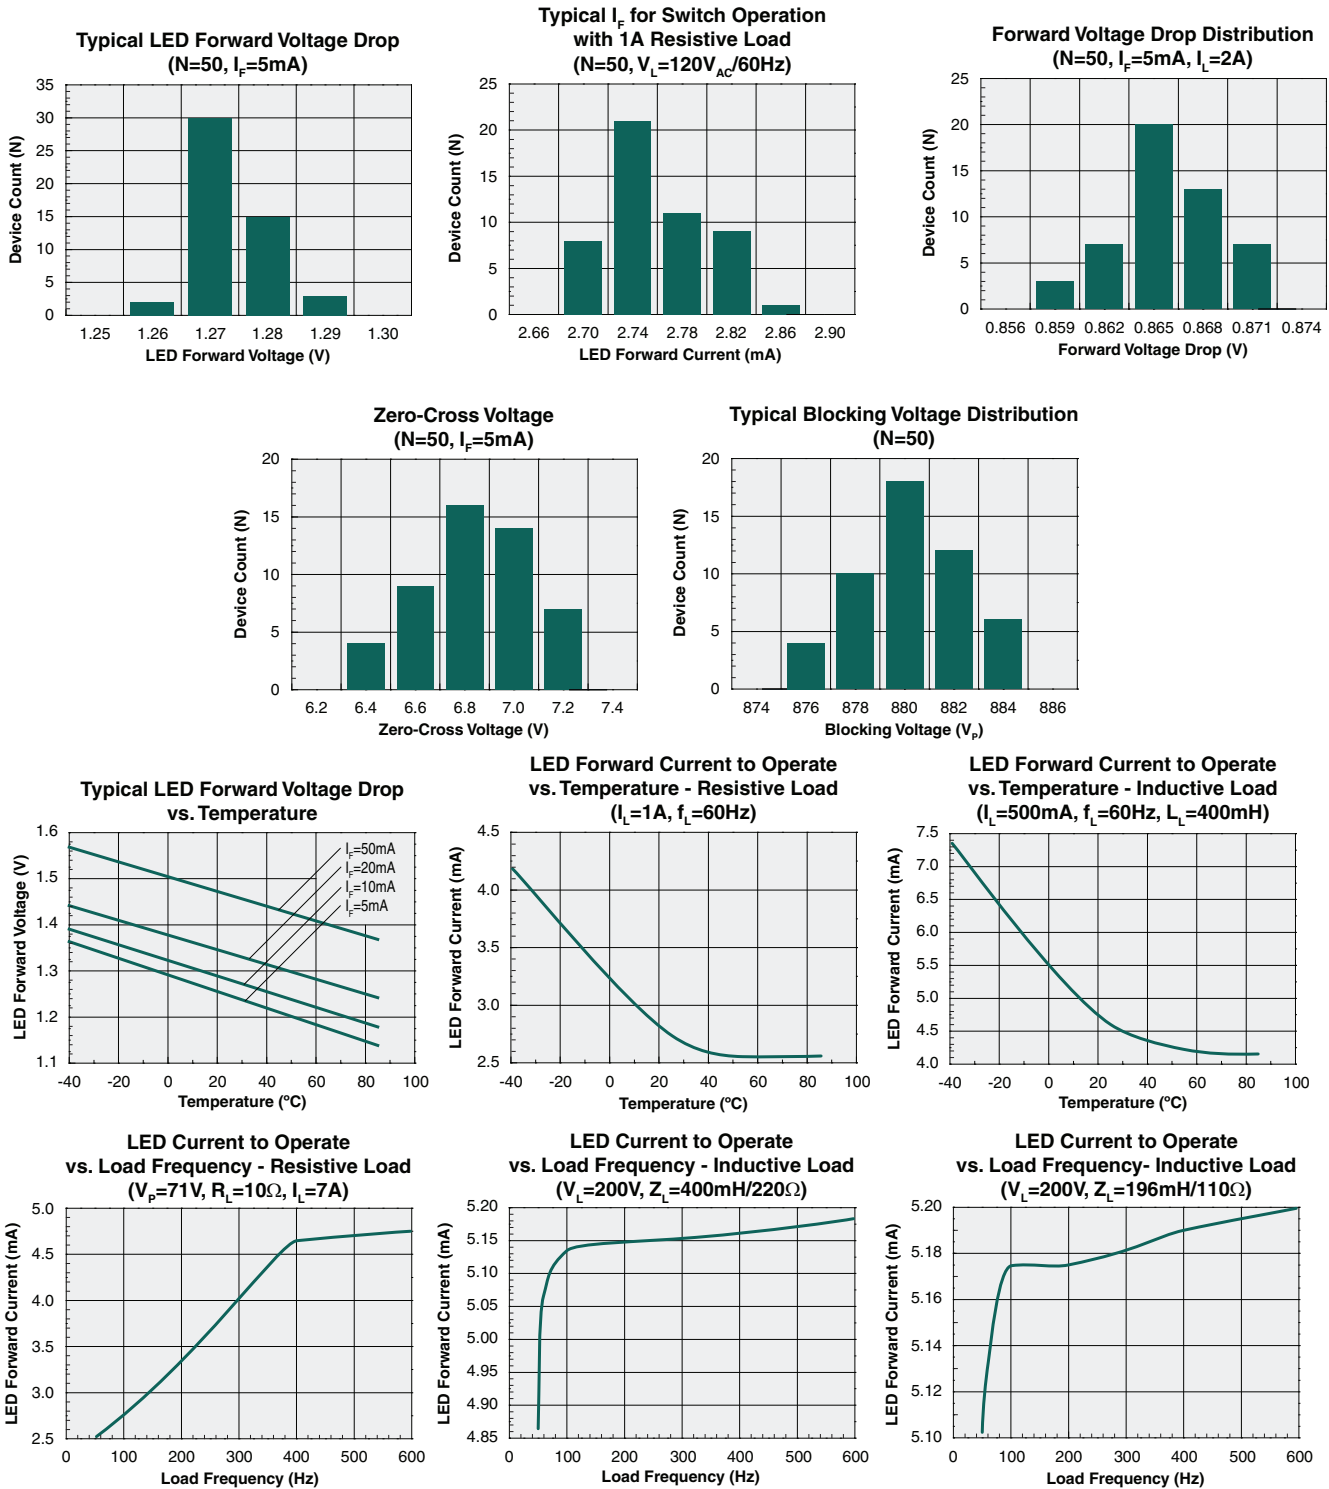 Typical LED Forward Voltage Drop
(N=50, IF=5mA)
Device Count (N)
35
30
25
20
15
10
5
0
1.25 1.26 1.27 1.28 1.29 1.30
LED Forward Voltage (V)
Typical IF for Switch Operation
with 1A Resistive Load
(N=50, VL=120VAC/60Hz)
Device Count (N)
25
20
15
10
5
0
2.66 2.70 2.74 2.78 2.82 2.86 2.90
LED Forward Current (mA)
Forward Voltage Drop Distribution
(N=50, IF=5mA, IL=2A)
Device Count (N)
25
20
15
10
5
0
0.856 0.859 0.862 0.865 0.868 0.871 0.874
Forward Voltage Drop (V)
Zero-Cross Voltage
(N=50, IF=5mA)
Device Count (N)
20
15
10
5
0
6.2 6.4 6.6 6.8 7.0 7.2 7.4
Zero-Cross Voltage (V)
Typical Blocking Voltage Distribution
(N=50)
Device Count (N)
20
15
10
5
0
874 876 878 880 882 884 886
Blocking Voltage (VP)
Typical LED Forward Voltage Drop
vs. Temperature
LED Forward Voltage (V)
1.6
1.5
1.4
1.3
1.2
1.1
IF=50mA
IF=20mA
IF=10mA
IF=5mA
-40 -20 0 20 40 60 80 100
Temperature (ºC)
LED Forward Current to Operate
vs. Temperature - Resistive Load
(IL=1A, fL=60Hz)
LED Forward Current (mA)
4.5
4.0
3.5
3.0
2.5
-40 -20 0 20 40 60 80 100
Temperature (ºC)
LED Forward Current to Operate
vs. Temperature - Inductive Load
(IL=500mA, fL=60Hz, LL=400mH)
LED Forward Current (mA)
7.5
7.0
6.5
6.0
5.5
5.0
4.5
4.0
-40 -20 0 20 40 60 80 100
Temperature (ºC)
LED Current to Operate
vs. Load Frequency - Resistive Load
(VP=71V, RL=10Ω, IL=7A)
LED Forward Current (mA)
5.0
4.5
4.0
3.5
3.0
2.5
0 100 200 300 400 500 600
Load Frequency (Hz)
LED Current to Operate
vs. Load Frequency - Inductive Load
(VL=200V, ZL=400mH/220Ω)
LED Forward Current (mA)
5.20
5.15
5.10
5.05
5.00
4.95
4.90
4.85
0 100 200 300 400 500 600
Load Frequency (Hz)
LED Current to Operate
vs. Load Frequency- Inductive Load
(VL=200V, ZL=196mH/110Ω)
LED Forward Current (mA)
5.20
5.18
5.16
5.14
5.12
5.10
0 100 200 300 400 500 600
Load Frequency (Hz)